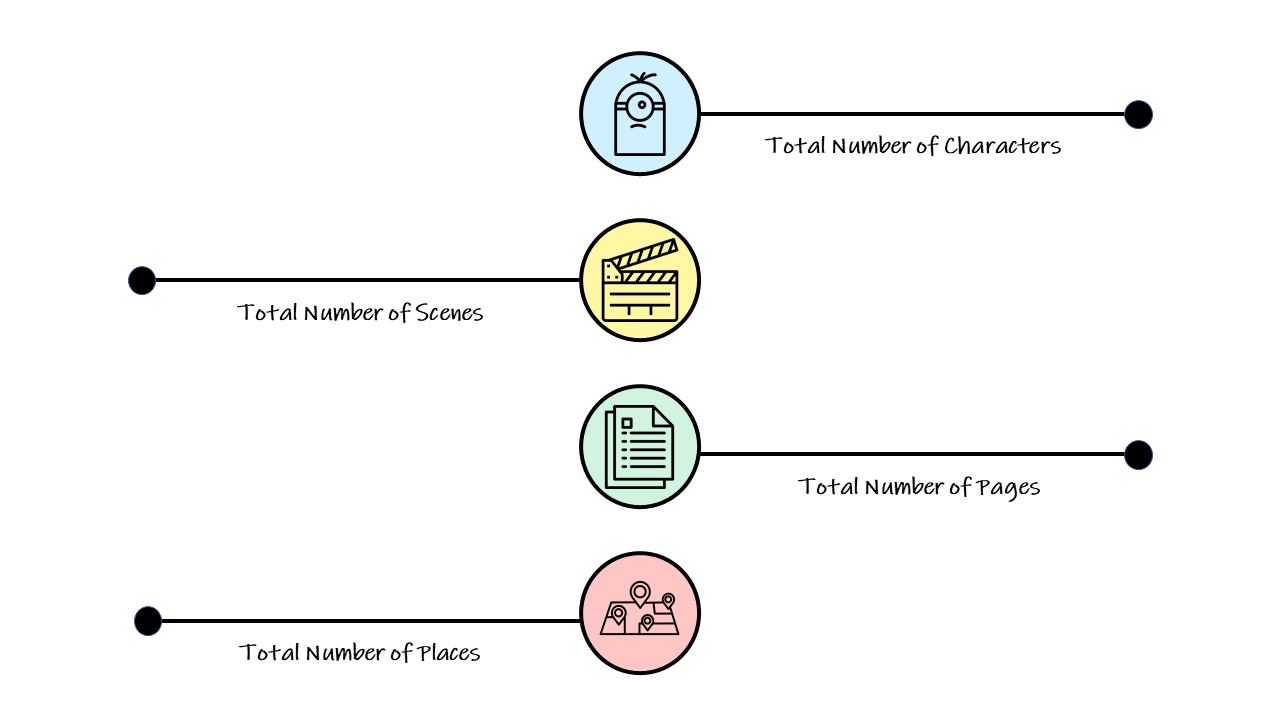 Total Number of Characters
Total Number of Scenes
Total Number of Pages
Total Number of Places